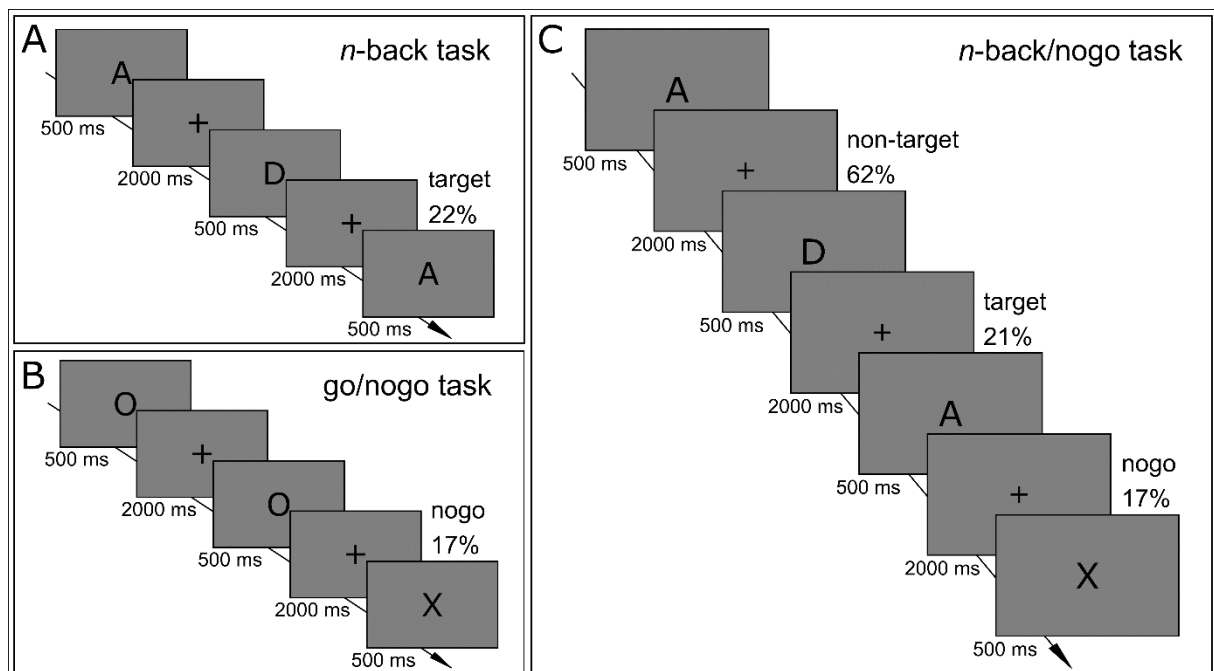 A
n-back task
A
500 ms
+
2000 ms
D
500 ms
+
2000 ms
target
22%
A
500 ms
B
go/nogo task
O
500 ms
+
2000 ms
O
500 ms
+
2000 ms
nogo
17%
X
500 ms
C
n-back/nogo task
A
500 ms
+
2000 ms
non-target
62%
D
500 ms
+
2000 ms
target
21%
A
500 ms
+
2000 ms
nogo
17%
X
500 ms